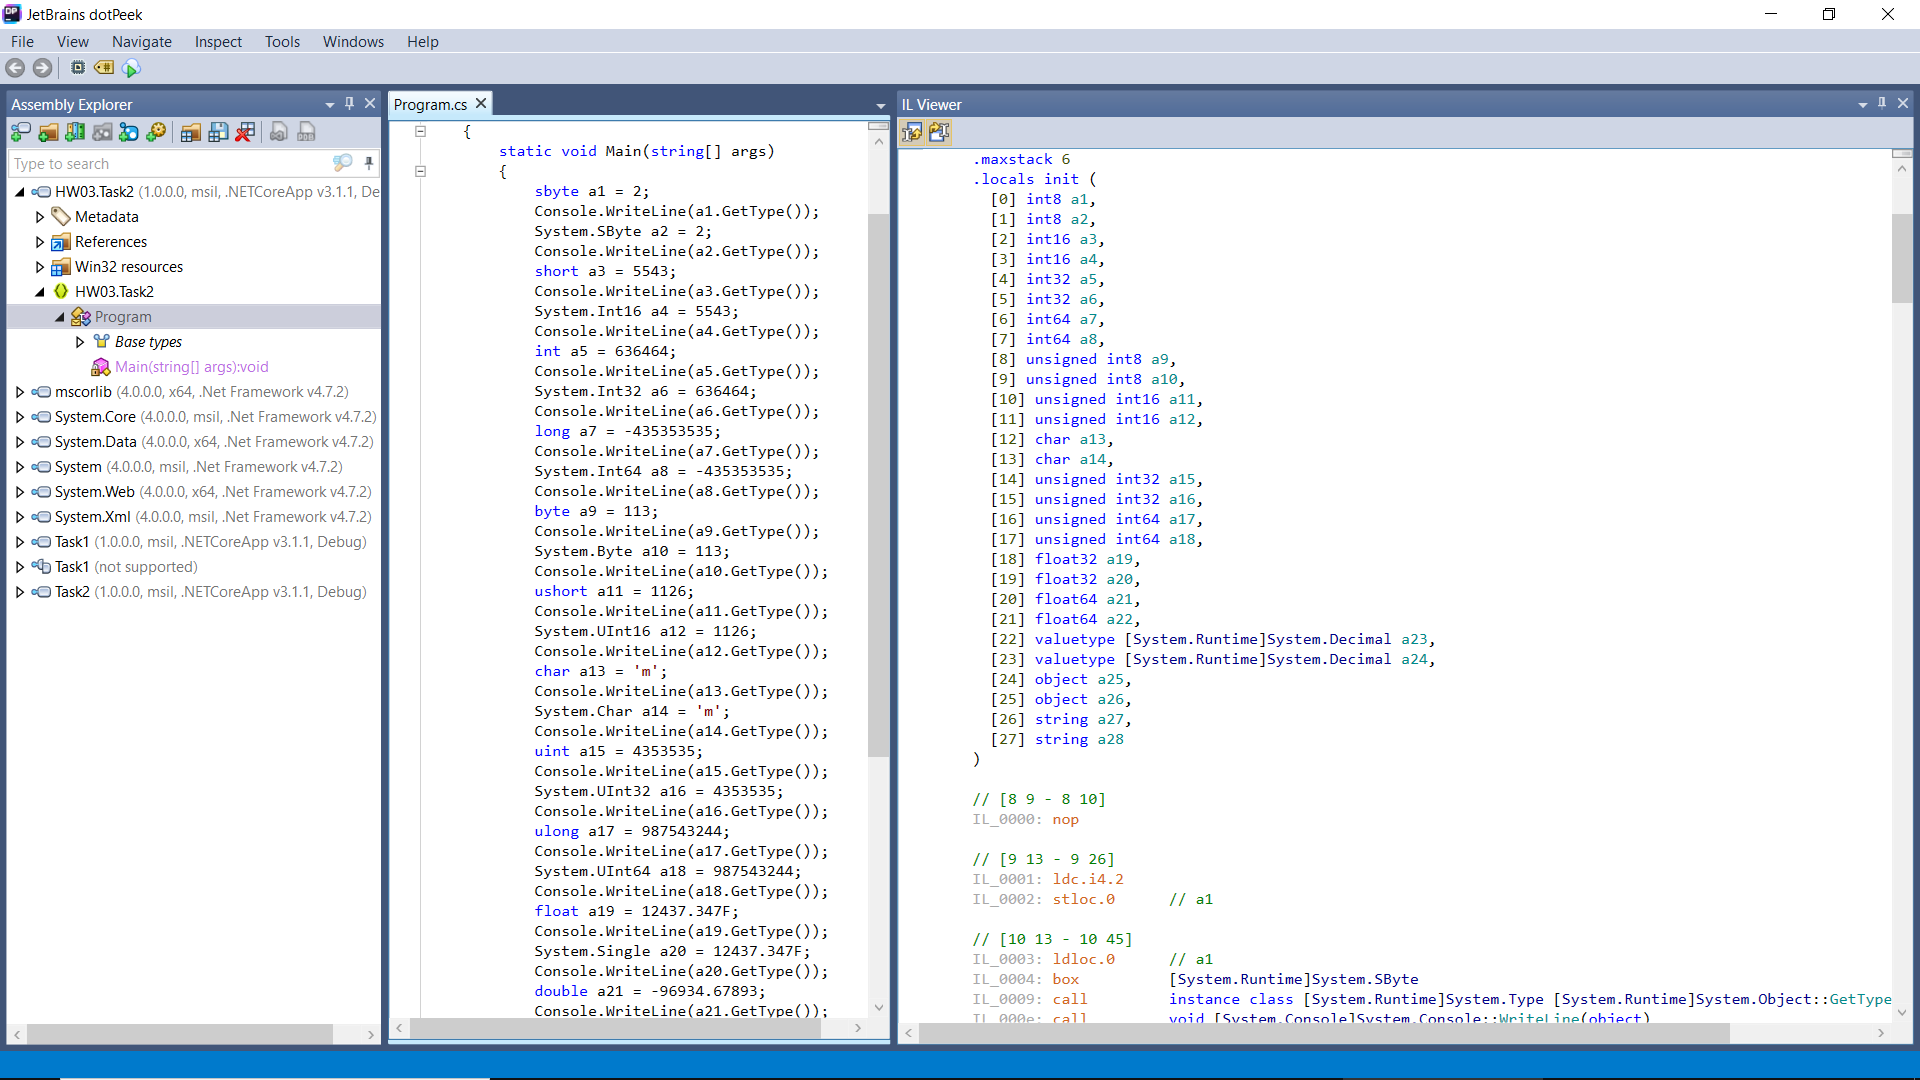 JetBrains dotPeek
File View Navigate Inspect Tools Windows Help
Assembly Explorer
Type to search
HW03.Task2 (1.0.0.0, msil, .NETCoreApp v3.1.1, De
Metadata
References
Win32 resources
HW03.Task2
Program
Base types
Main(string[] args):void
mscorlib (4.0.0.0, x64, .Net Framework v4.7.2)
System.Core (4.0.0.0, msil, .Net Framework v4.7.2)
System.Data (4.0.0.0, x64, .Net Framework v4.7.2)
System (4.0.0.0, msil, .Net Framework v4.7.2)
System.Web (4.0.0.0, x64, .Net Framework v4.7.2)
System.Xml (4.0.0.0, msil, .Net Framework v4.7.2)
Task1 (1.0.0.0, msil, .NETCoreApp v3.1.1, Debug)
Task1 (not supported)
Task2 (1.0.0.0, msil, .NETCoreApp v3.1.1, Debug)
Program.cs
{
static void Main(string[] args)
{
sbyte a1 = 2;
Console.WriteLine(a1.GetType());
System.SByte a2 = 2;
Console.WriteLine(a2.GetType());
short a3 = 5543;
Console.WriteLine(a3.GetType());
System.Int16 a4 = 5543;
Console.WriteLine(a4.GetType());
int a5 = 636464;
Console.WriteLine(a5.GetType());
System.Int32 a6 = 636464;
Console.WriteLine(a6.GetType());
long a7 = -435353535;
Console.WriteLine(a7.GetType());
System.Int64 a8 = -435353535;
Console.WriteLine(a8.GetType());
byte a9 = 113;
Console.WriteLine(a9.GetType());
System.Byte a10 = 113;
Console.WriteLine(a10.GetType());
ushort a11 = 1126;
Console.WriteLine(a11.GetType());
System.UInt16 a12 = 1126;
Console.WriteLine(a12.GetType());
char a13 = 'm';
Console.WriteLine(a13.GetType());
System.Char a14 = 'm';
Console.WriteLine(a14.GetType());
uint a15 = 4353535;
Console.WriteLine(a15.GetType());
System.UInt32 a16 = 4353535;
Console.WriteLine(a16.GetType());
ulong a17 = 987543244;
Console.WriteLine(a17.GetType());
System.UInt64 a18 = 987543244;
Console.WriteLine(a18.GetType());
float a19 = 12437.347F;
Console.WriteLine(a19.GetType());
System.Single a20 = 12437.347F;
Console.WriteLine(a20.GetType());
double a21 = -96934.67893;
Console.WriteLine(a21.GetType());
IL Viewer
.maxstack 6
.locals init (
[0] int8 a1,
[1] int8 a2,
[2] int16 a3,
[3] int16 a4,
[4] int32 a5,
[5] int32 a6,
[6] int64 a7,
[7] int64 a8,
[8] unsigned int8 a9,
[9] unsigned int8 a10,
[10] unsigned int16 a11,
[11] unsigned int16 a12,
[12] char a13,
[13] char a14,
[14] unsigned int32 a15,
[15] unsigned int32 a16,
[16] unsigned int64 a17,
[17] unsigned int64 a18,
[18] float32 a19,
[19] float32 a20,
[20] float64 a21,
[21] float64 a22,
[22] valuetype [System.Runtime]System.Decimal a23,
[23] valuetype [System.Runtime]System.Decimal a24,
[24] object a25,
[25] object a26,
[26] string a27,
[27] string a28
)
// [8 9 - 8 10]
IL_0000: nop
// [9 13 - 9 26]
IL_0001: ldc.i4.2
IL_0002: stloc.0 // a1
// [10 13 - 10 45]
IL_0003: ldloc.0 // a1
IL_0004: box [System.Runtime]System.SByte
IL_0009: call instance class [System.Runtime]System.Type [System.Runtime]System.Object::GetType
IL_000e: call void [System.Console]System.Console::WriteLine(object)